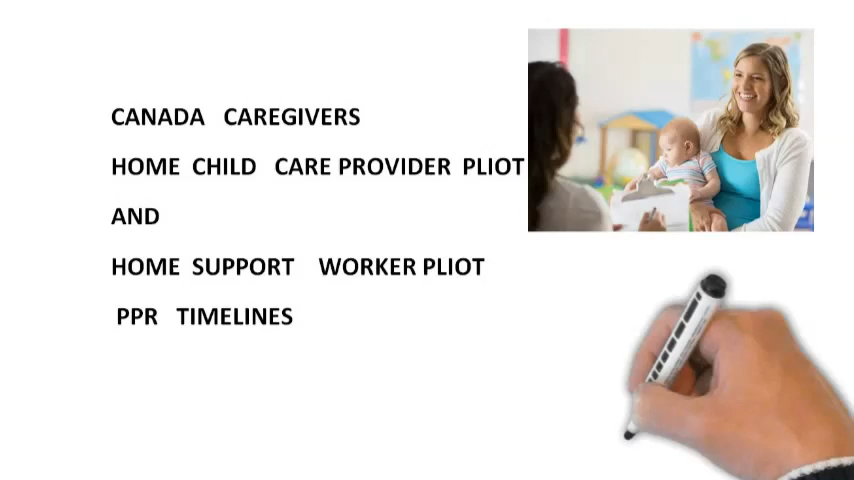 CANADA CAREGIVERS
HOME CHILD CARE PROVIDER PLIOT
AND
HOME SUPPORT WORKER PLIOT
PPR TIMELINES